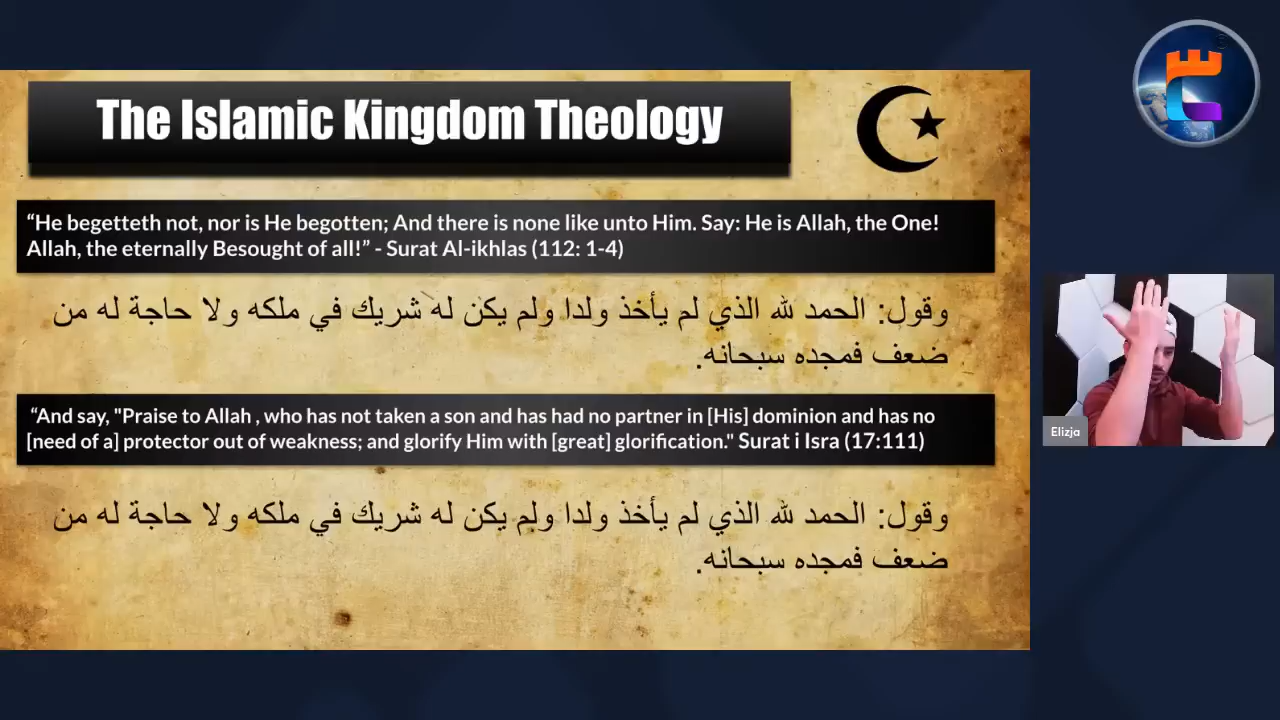 The Islamic Kingdom Theology
“He begetteth not, nor is He begotten; And there is none like unto Him. Say: He is Allah, the One!
Allah, the eternally Besought of all!” - Surat Al-ikhlas (112: 1-4)
وقول: الحمد لله الذي لم يأخذ ولدا ولم يكن له شريك في ملكه ولا حاجة له من
ضعف فمجده سبحانه.
“And say, "Praise to Allah , who has not taken a son and has had no partner in [His] dominion and has no
[need of a] protector out of weakness; and glorify Him with [great] glorification." Surat i Isra (17:111)
وقول: الحمد لله الذي لم يأخذ ولدا ولم يكن له شريك في ملكه ولا حاجة له من
ضعف فمجده سبحانه.
Elizja